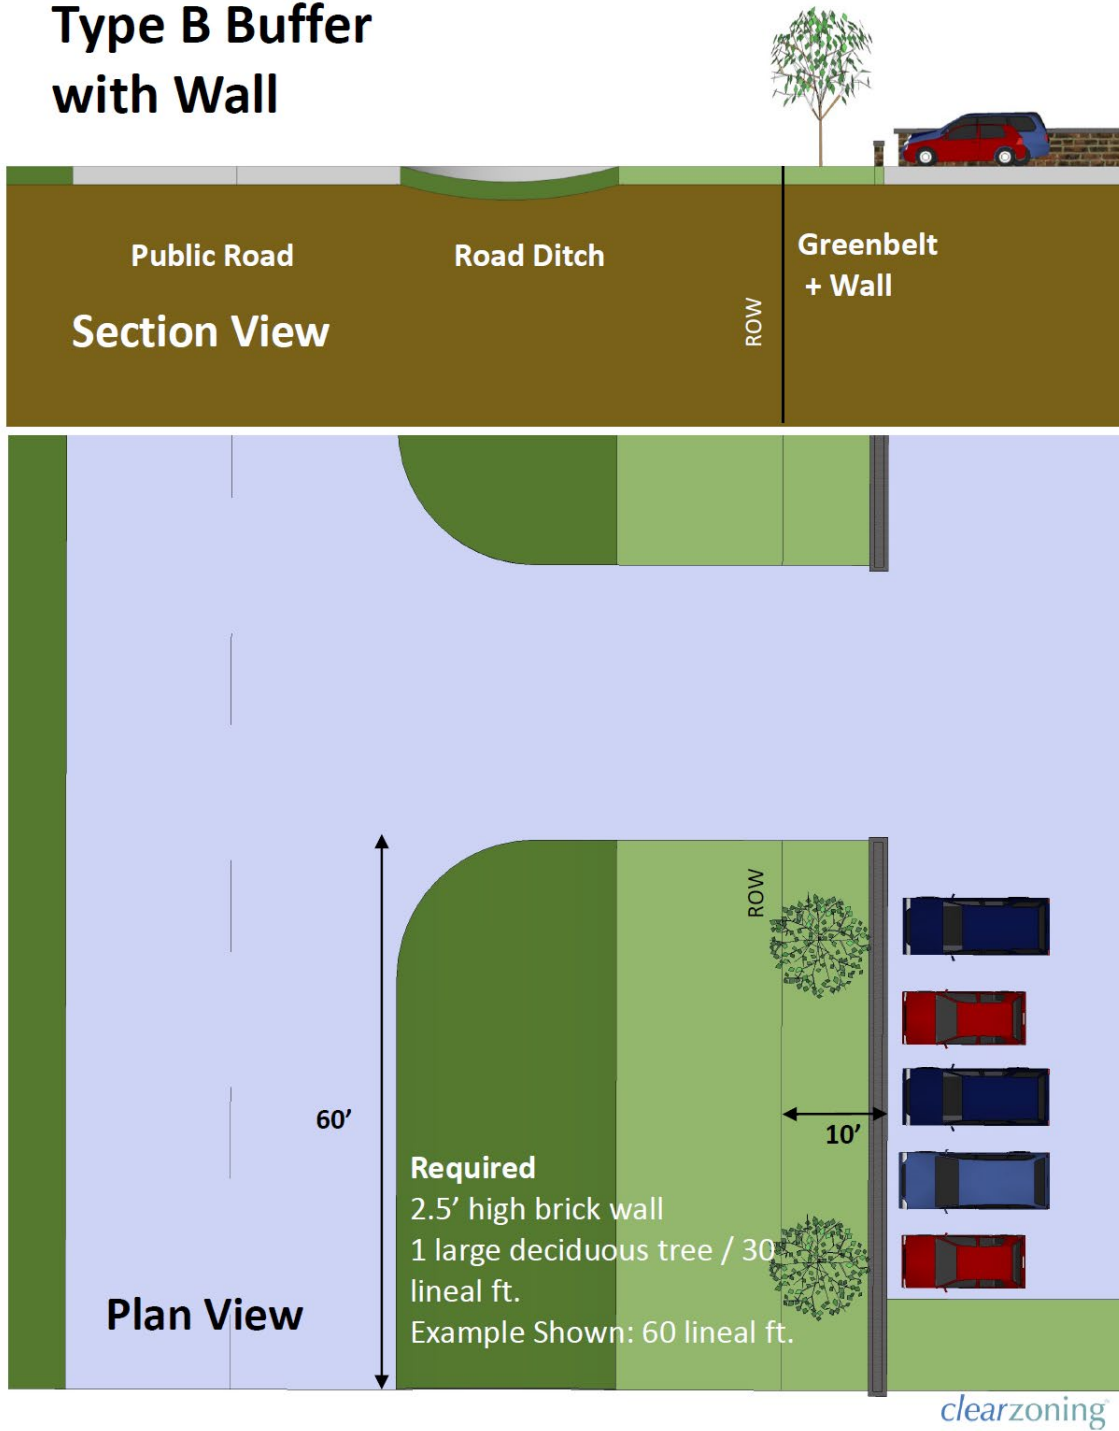 Type B Buffer
with Wall
Public Road
Road Ditch
Greenbelt
+ Wall
ROW
Section View
ROW
60’
10’
Required
2.5’ high brick wall
1 large deciduous tree / 30
lineal ft.
Example Shown: 60 lineal ft.
Plan View
clearzoning